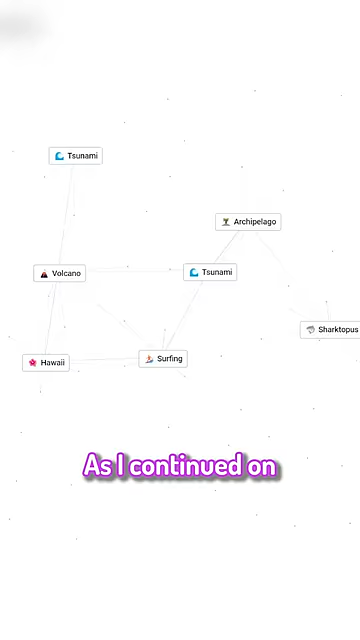 Tsunami
Archipelago
Volcano
Tsunami
Sharktopus
Hawaii
Surfing
As I continued on